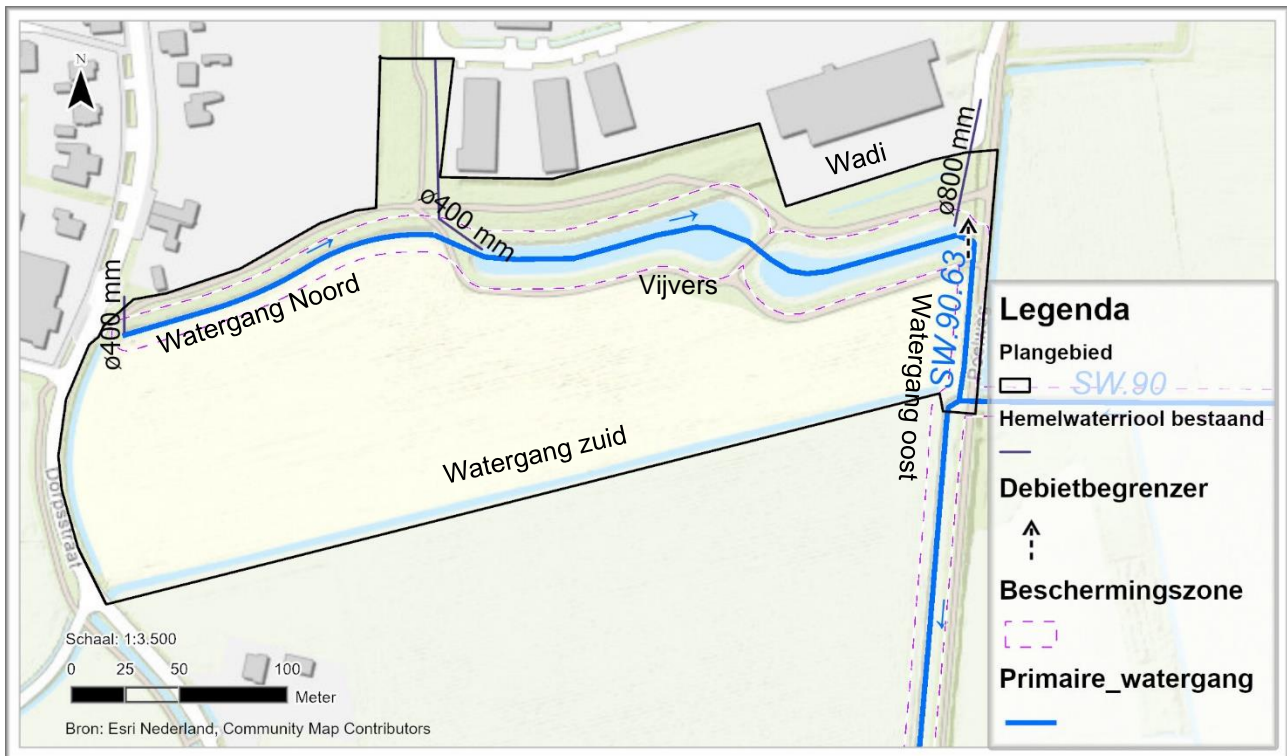 N
Wadi
ø800 mm
ø400 mm
ø400 mm
Watergang Noord
Vijvers
Watergang oost
SW.90.63
Watergang zuid
Dorpsstraat
SW.90
Legenda
Plangebied
Hemelwaterriool bestaand
Debietbegrenzer
Beschermingszone
Primaire_watergang
Schaal: 1:3.500
0 25 50 100
Meter
Bron: Esri Nederland, Community Map Contributors